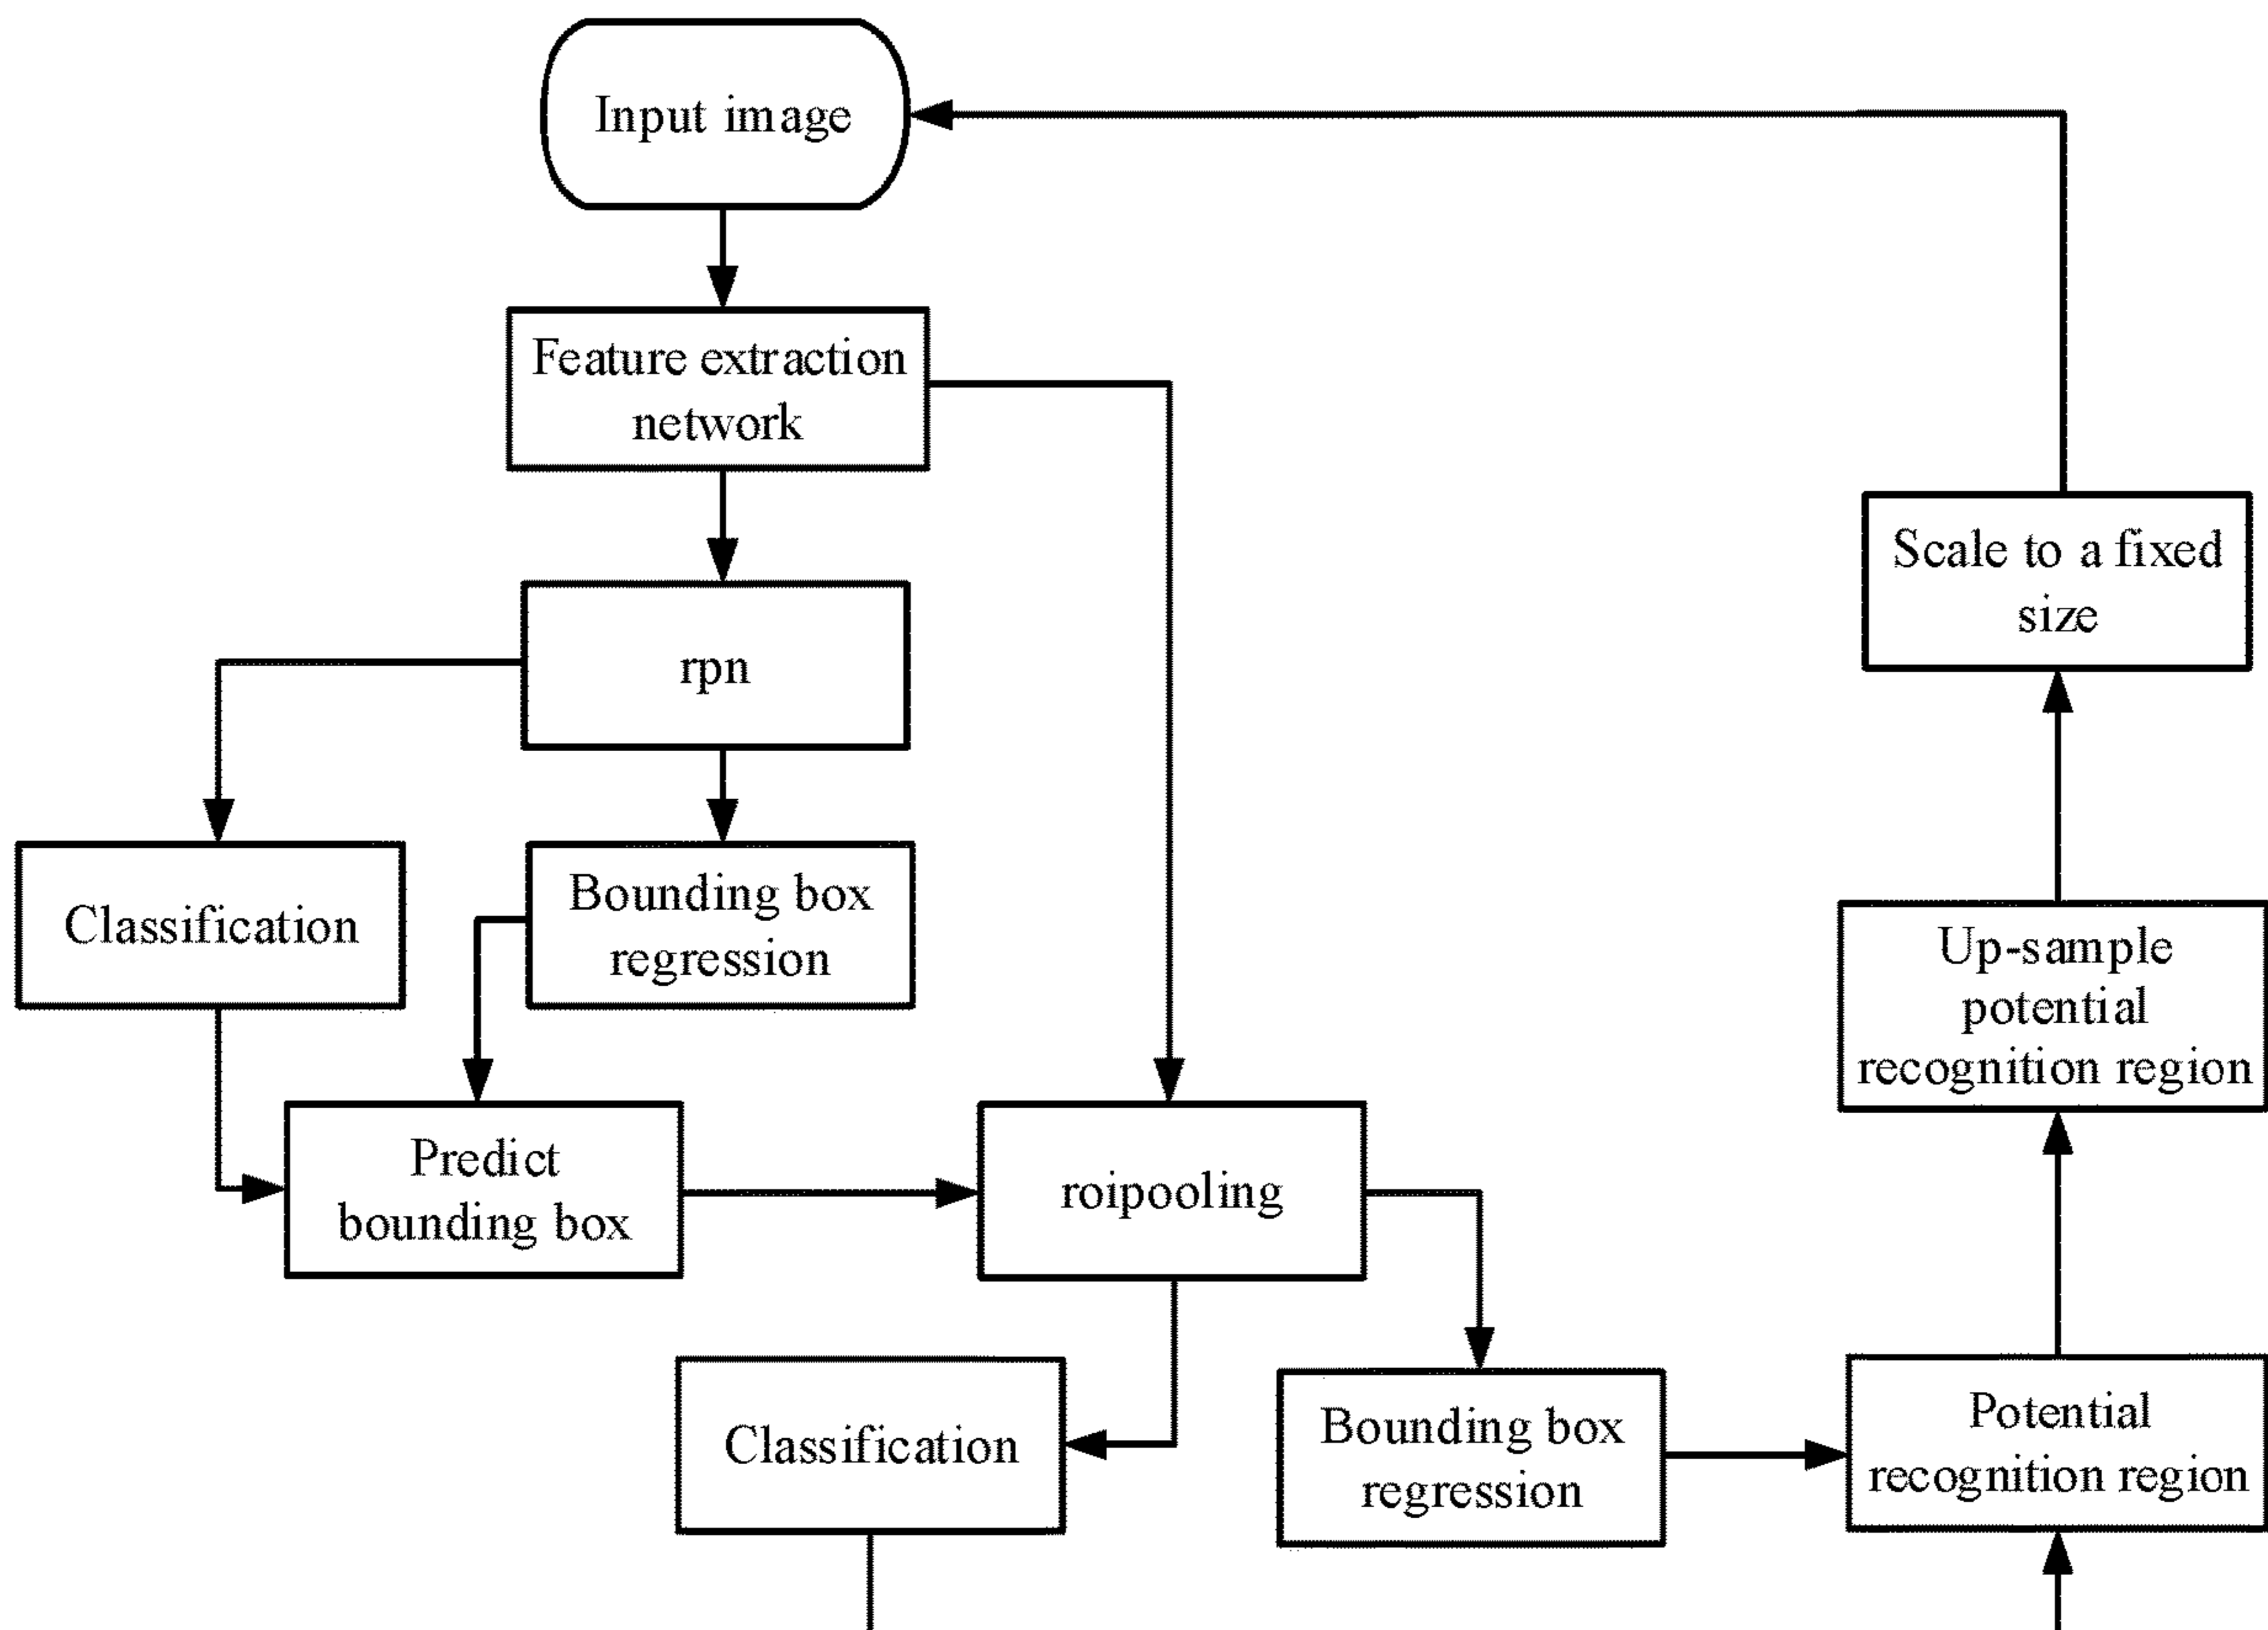 Input image
Feature extraction
network
rpn
Scale to a fixed
size
Classification
Bounding box
regression
Up-sample
potential
recognition region
Predict
bounding box
roipooling
Classification
Bounding box
regression
Potential
recognition region